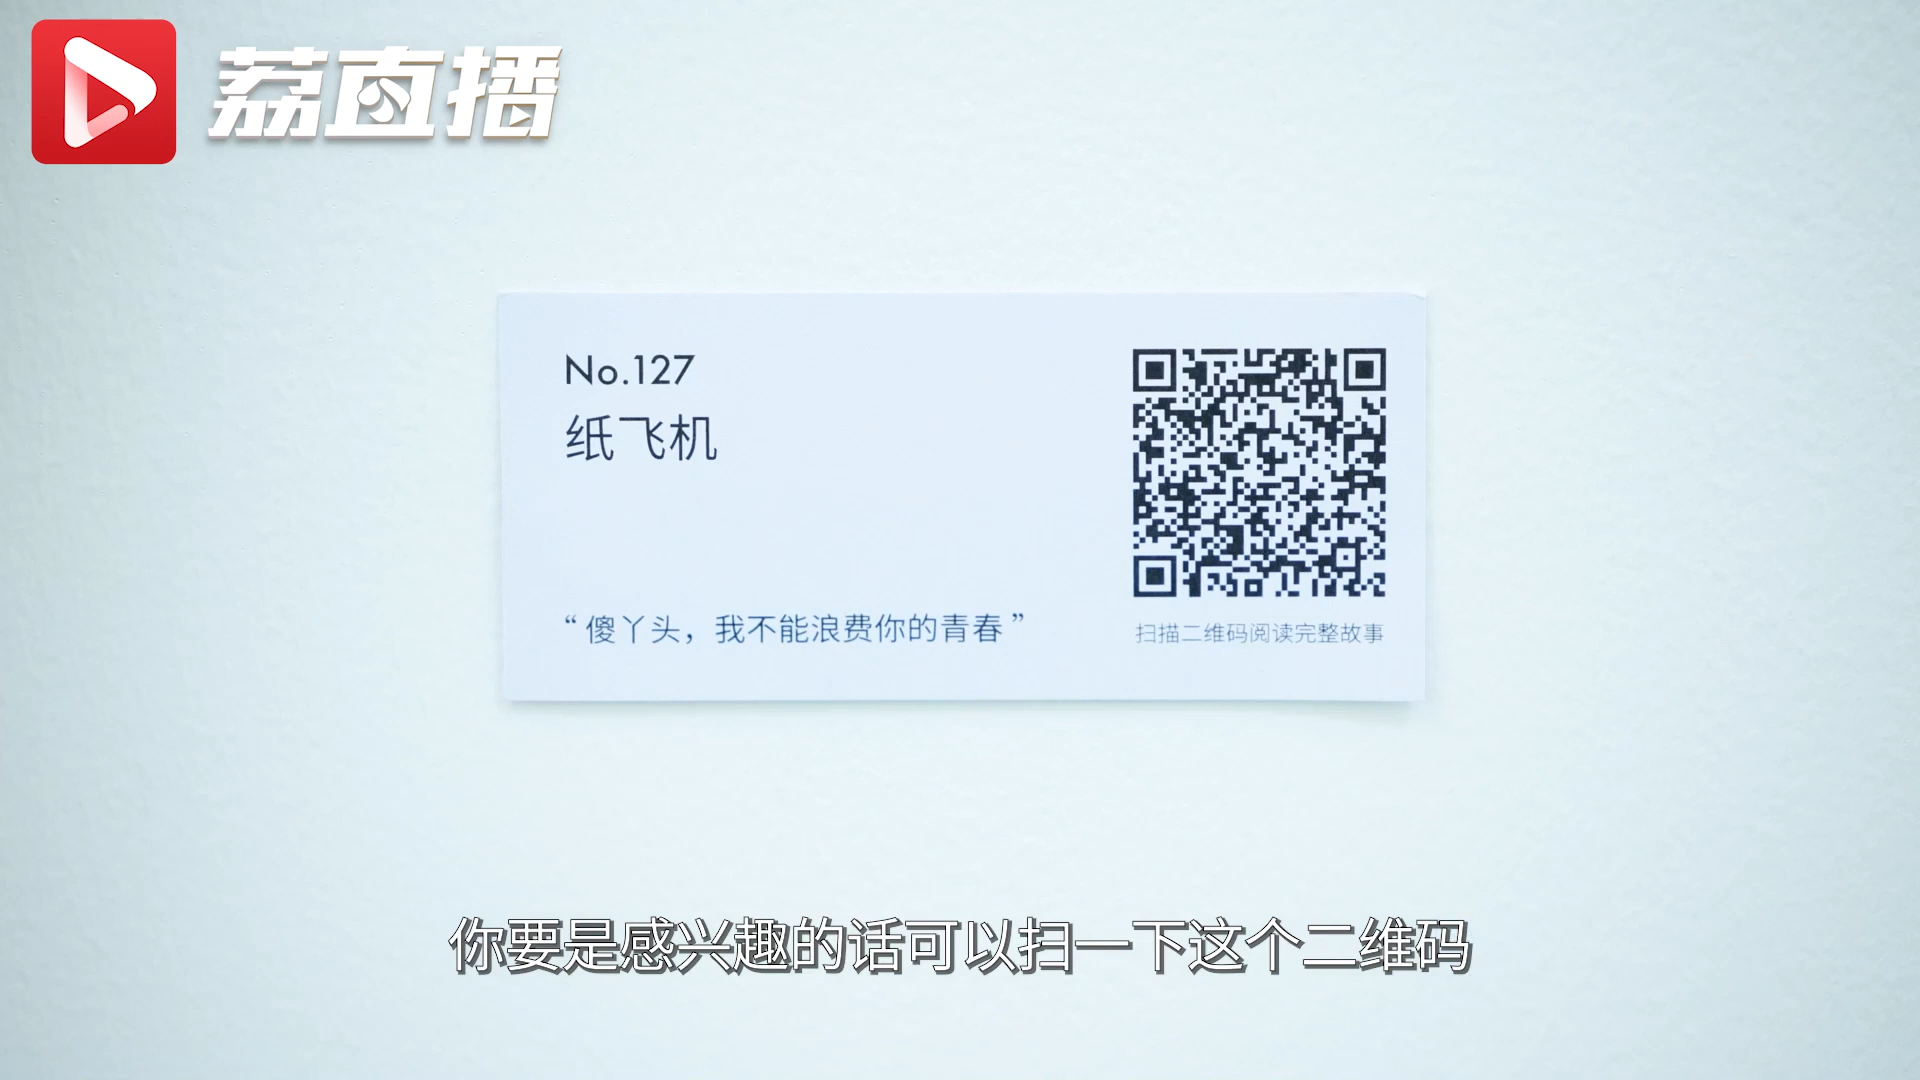 荔直播
No.127
纸飞机
“傻丫头，我不能浪费你的青春”
扫描二维码阅读完整故事
你要是感兴趣的话可以扫一下这个二维码